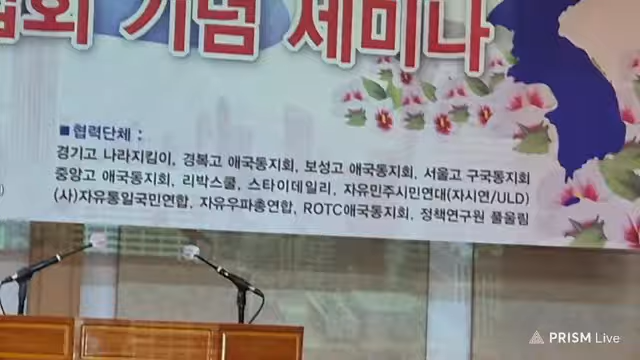 회 기념 세미나
■협력단체 :
경기고 나라지킴이, 경복고 애국동지회, 보성고 애국동지회, 서울고 구국동지회
중앙고 애국동지회, 리박스쿨, 스타이데일리, 자유민주시민연대(자시연/ULD)
(사)자유통일국민연합, 자유우파총연합, ROTC애국동지회, 정책연구원 풀울림
PRISM Live